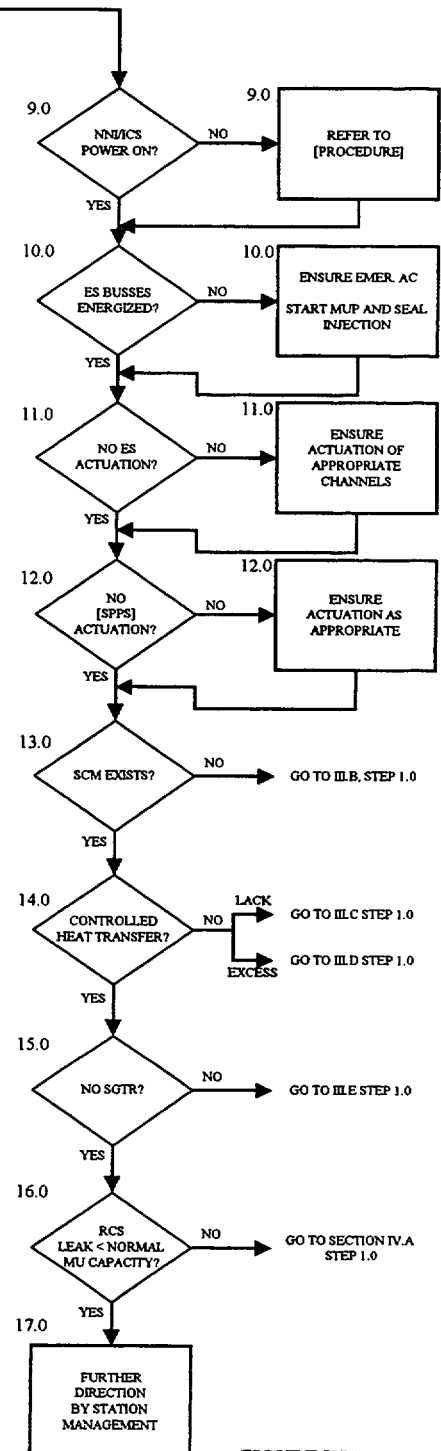 9.0
NNI/ICS
POWER ON?
NO
9.0
REFER TO
[PROCEDURE]
YES
10.0
ES BUSSES
ENERGIZED?
NO
10.0
ENSURE EMER. AC
START MUP AND SEAL
INJECTION
YES
11.0
NO ES
ACTUATION?
NO
11.0
ENSURE
ACTUATION OF
APPROPRIATE
CHANNELS
YES
12.0
NO
[SPPS]
ACTUATION?
NO
12.0
ENSURE
ACTUATION AS
APPROPRIATE
YES
13.0
SCM EXISTS?
NO
GO TO III.B, STEP 1.0
YES
14.0
CONTROLLED
HEAT TRANSFER?
NO
LACK
GO TO III.C STEP 1.0
EXCESS
GO TO III.D STEP 1.0
YES
15.0
NO SGTR?
NO
GO TO III.E STEP 1.0
YES
16.0
RCS
LEAK < NORMAL
MU CAPACITY?
NO
GO TO SECTION IV.A
STEP 1.0
YES
17.0
FURTHER
DIRECTION
BY STATION
MANAGEMENT